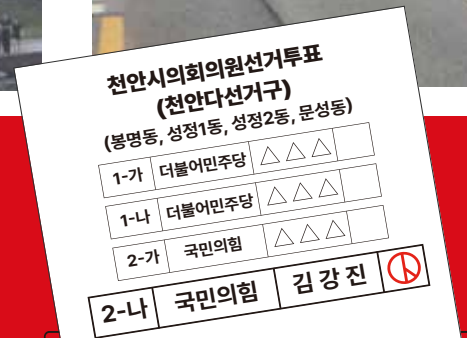 천안시의회의원선거투표
(천안다선거구)
(봉명동, 성정1동, 성정2동, 문성동)
1-가 더불어민주당 △△△
1-나 더불어민주당 △△△
2-가 국민의힘 △△△
2-나 국민의힘 김강진